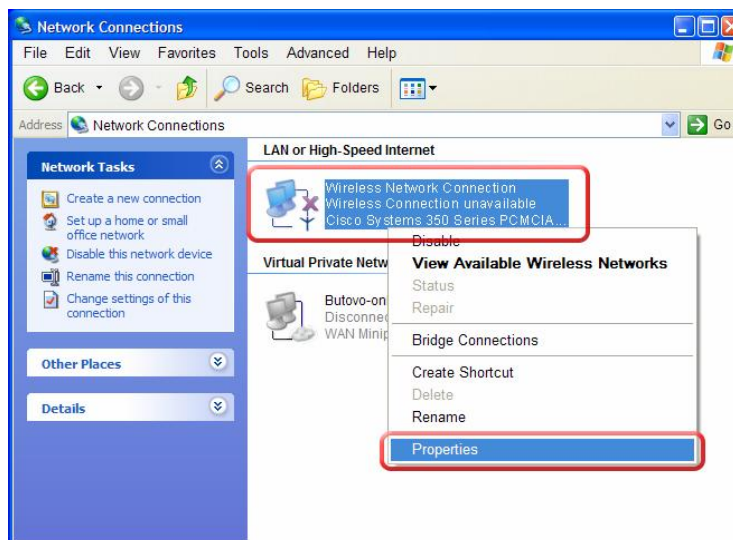 Network Connections
File Edit View Favorites Tools Advanced Help
Back Search Folders
Address Network Connections Go
Network Tasks
Create a new connection
Set up a home or small
office network
Disable this network device
Rename this connection
Change settings of this
connection
Other Places
Details
LAN or High-Speed Internet
Wireless Network Connection
Wireless Connection unavailable
Cisco Systems 350 Series PCMCIA...
Virtual Private Netw
Butovo-on
Disconnec
WAN Minip
Disable
View Available Wireless Networks
Status
Repair
Bridge Connections
Create Shortcut
Delete
Rename
Properties